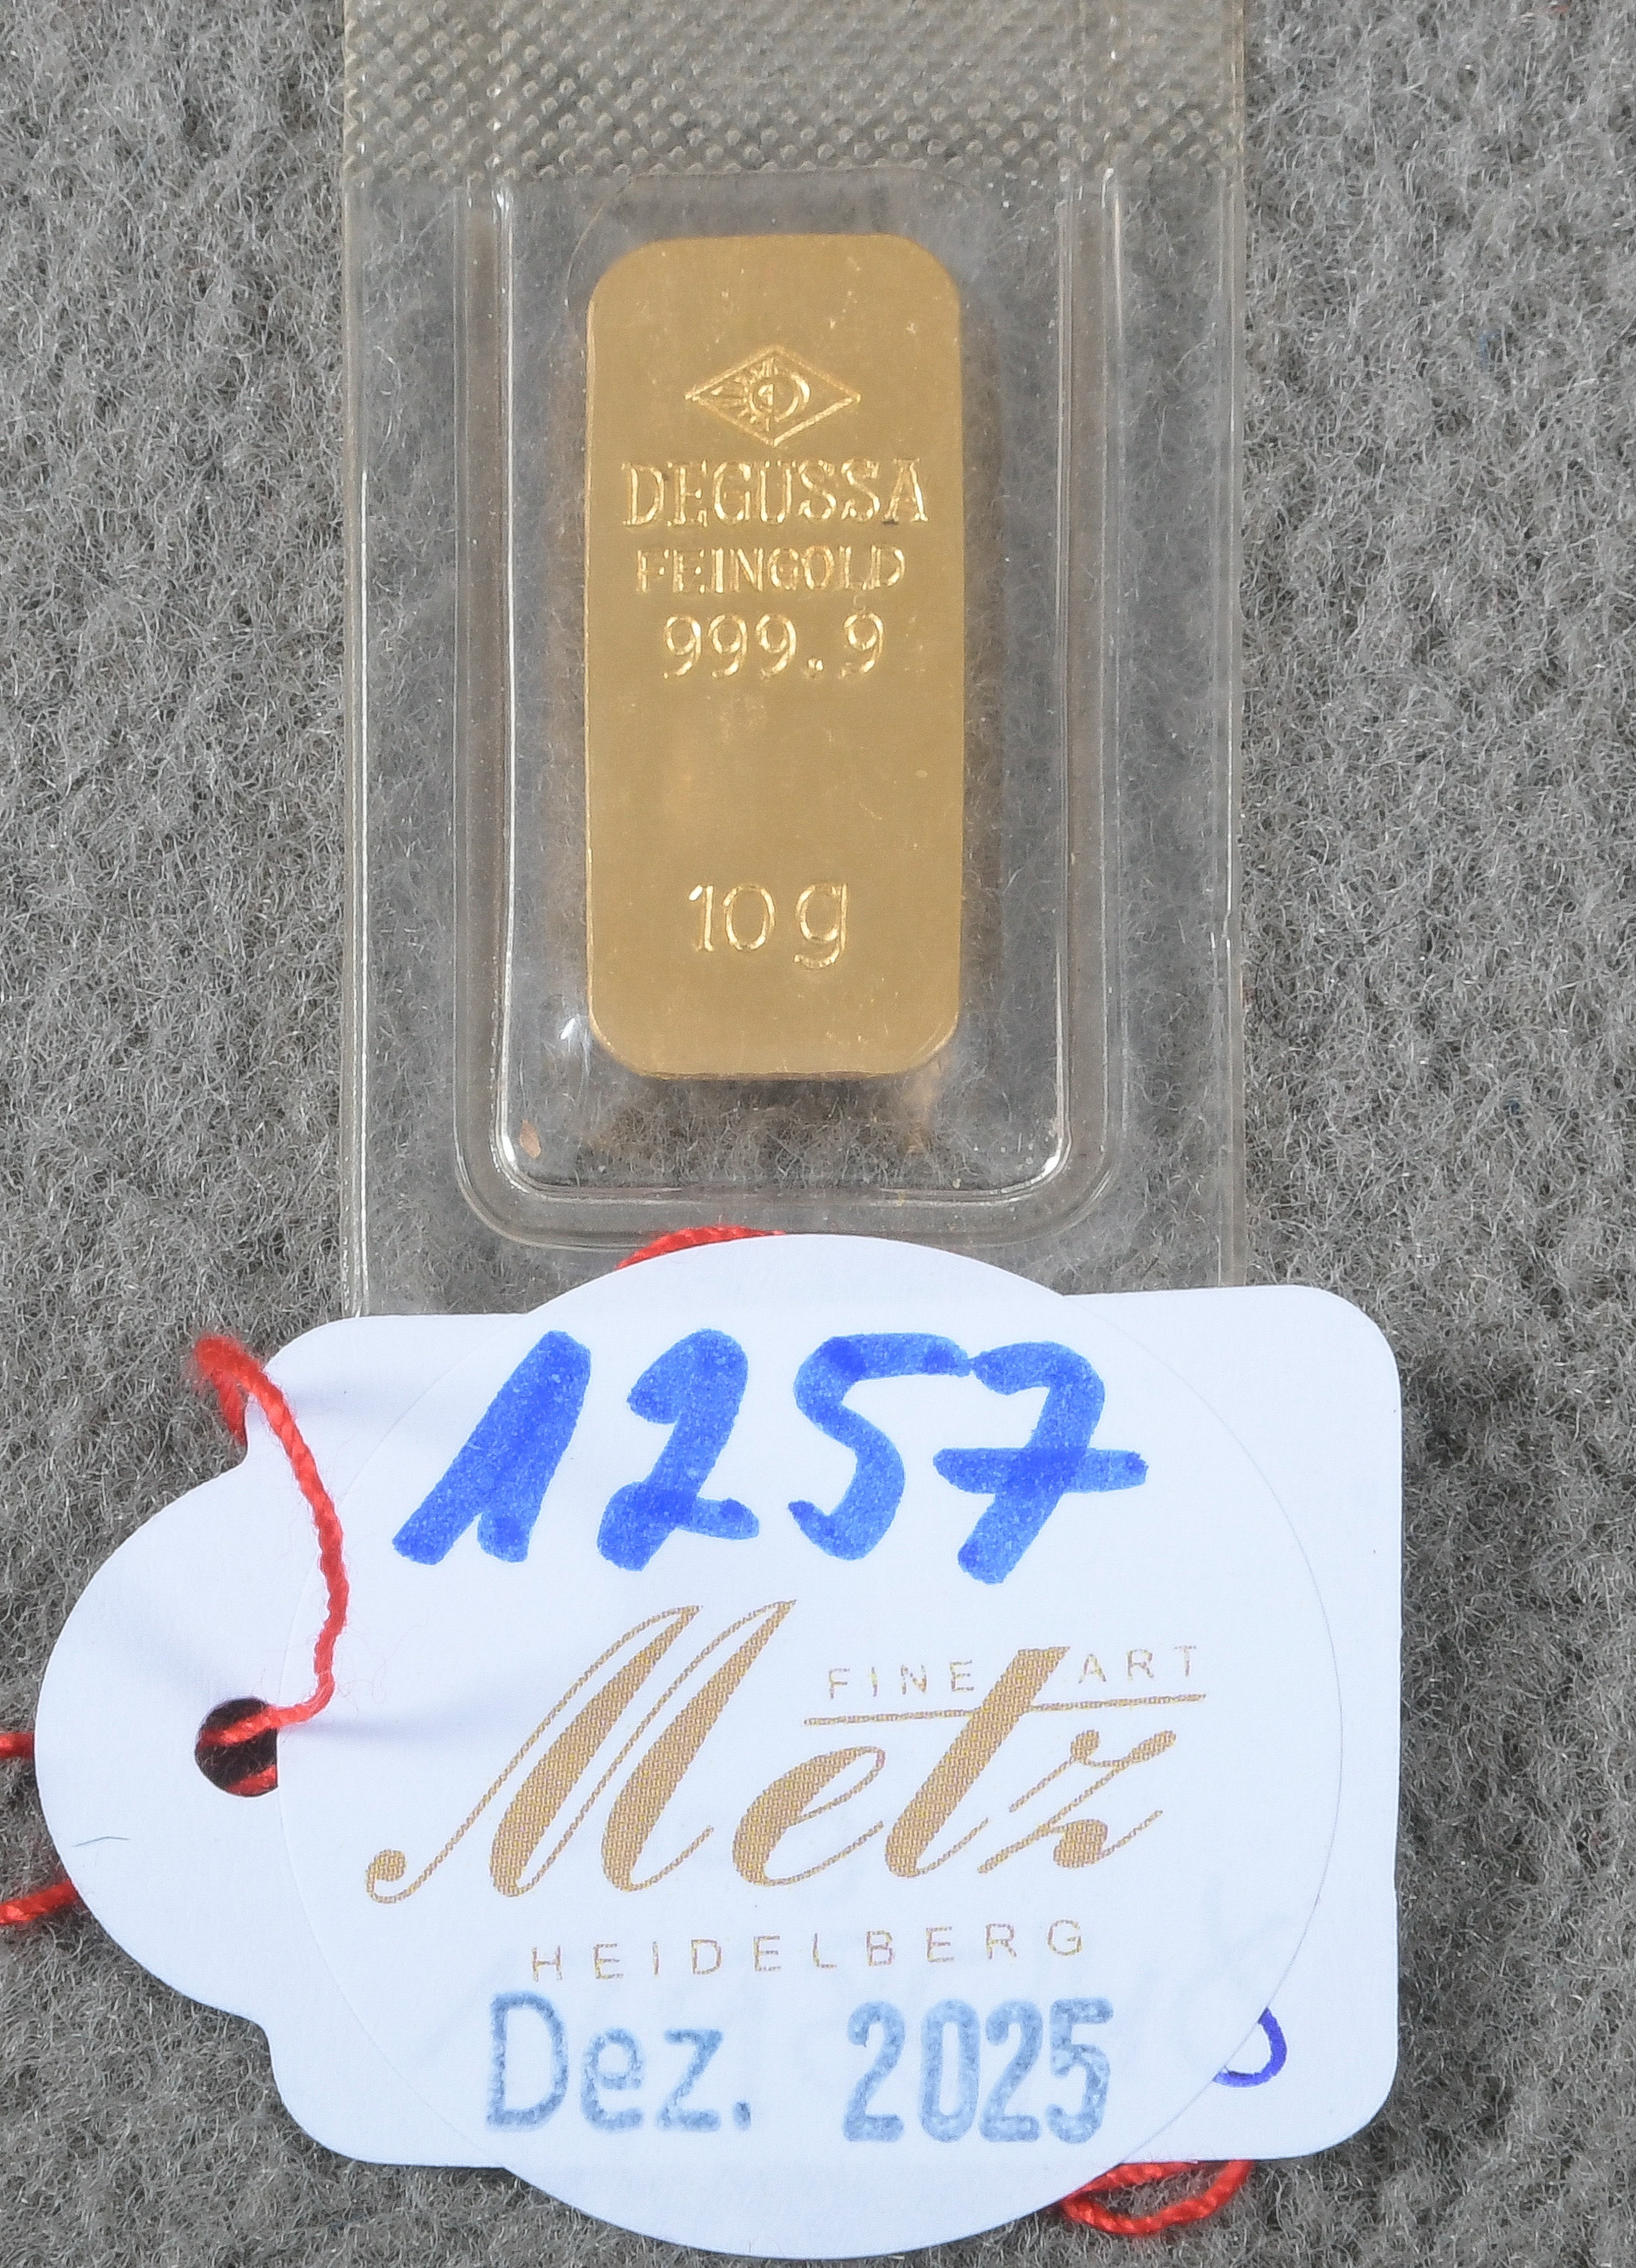 DEGUSSA
FEINGOLD
999.9
10 g
1257
FINE ART
Metz
HEIDELBERG
Dez. 2025